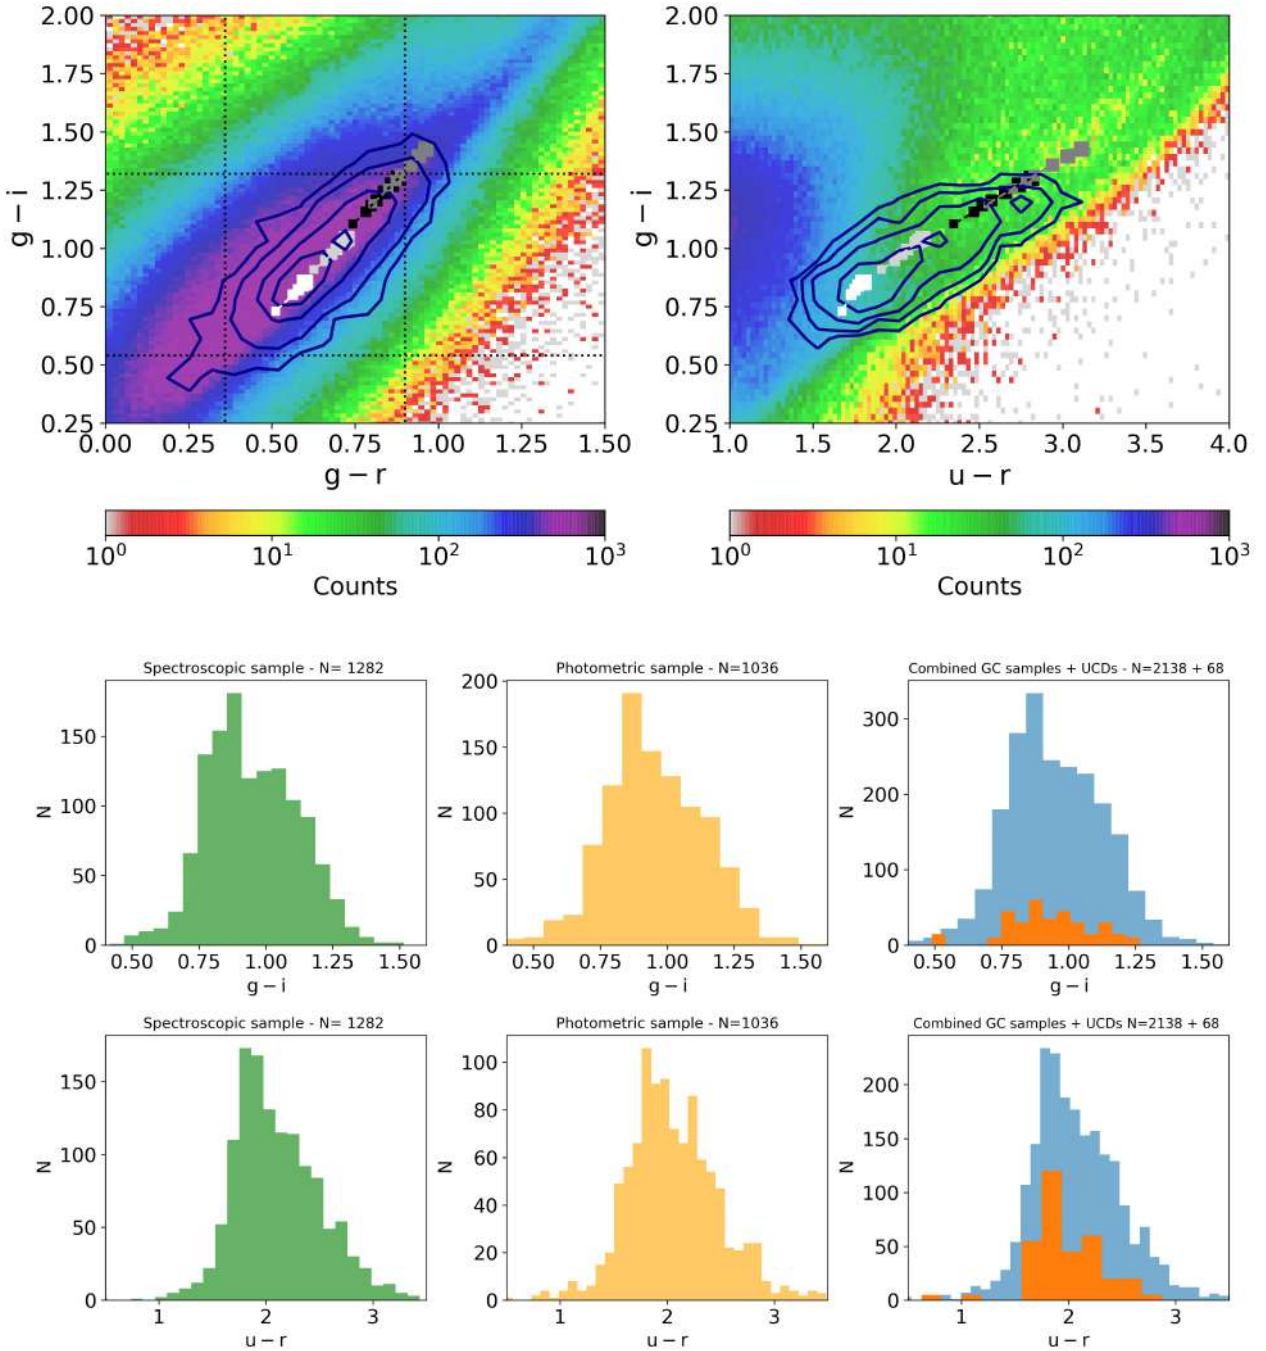 2.00
1.75
1.50
1.25
1.00
0.75
0.50
0.25
g − i
0.00 0.25 0.50 0.75 1.00 1.25 1.50
g − r
10⁰ 10¹ 10² 10³
Counts
2.00
1.75
1.50
1.25
1.00
0.75
0.50
0.25
g − i
1.0 1.5 2.0 2.5 3.0 3.5 4.0
u − r
10⁰ 10¹ 10² 10³
Counts
Spectroscopic sample - N= 1282
150
100
50
0
N
0.50 0.75 1.00 1.25 1.50
g − i
Photometric sample - N=1036
200
150
100
50
0
N
0.50 0.75 1.00 1.25 1.50
g − i
Combined GC samples + UCDs - N=2138 + 68
300
200
100
0
N
0.50 0.75 1.00 1.25 1.50
g − i
Spectroscopic sample - N= 1282
150
100
50
0
N
1 2 3
u − r
Photometric sample - N=1036
100
80
60
40
20
0
N
1 2 3
u − r
Combined GC samples + UCDs N=2138 + 68
200
150
100
50
0
N
1 2 3
u − r